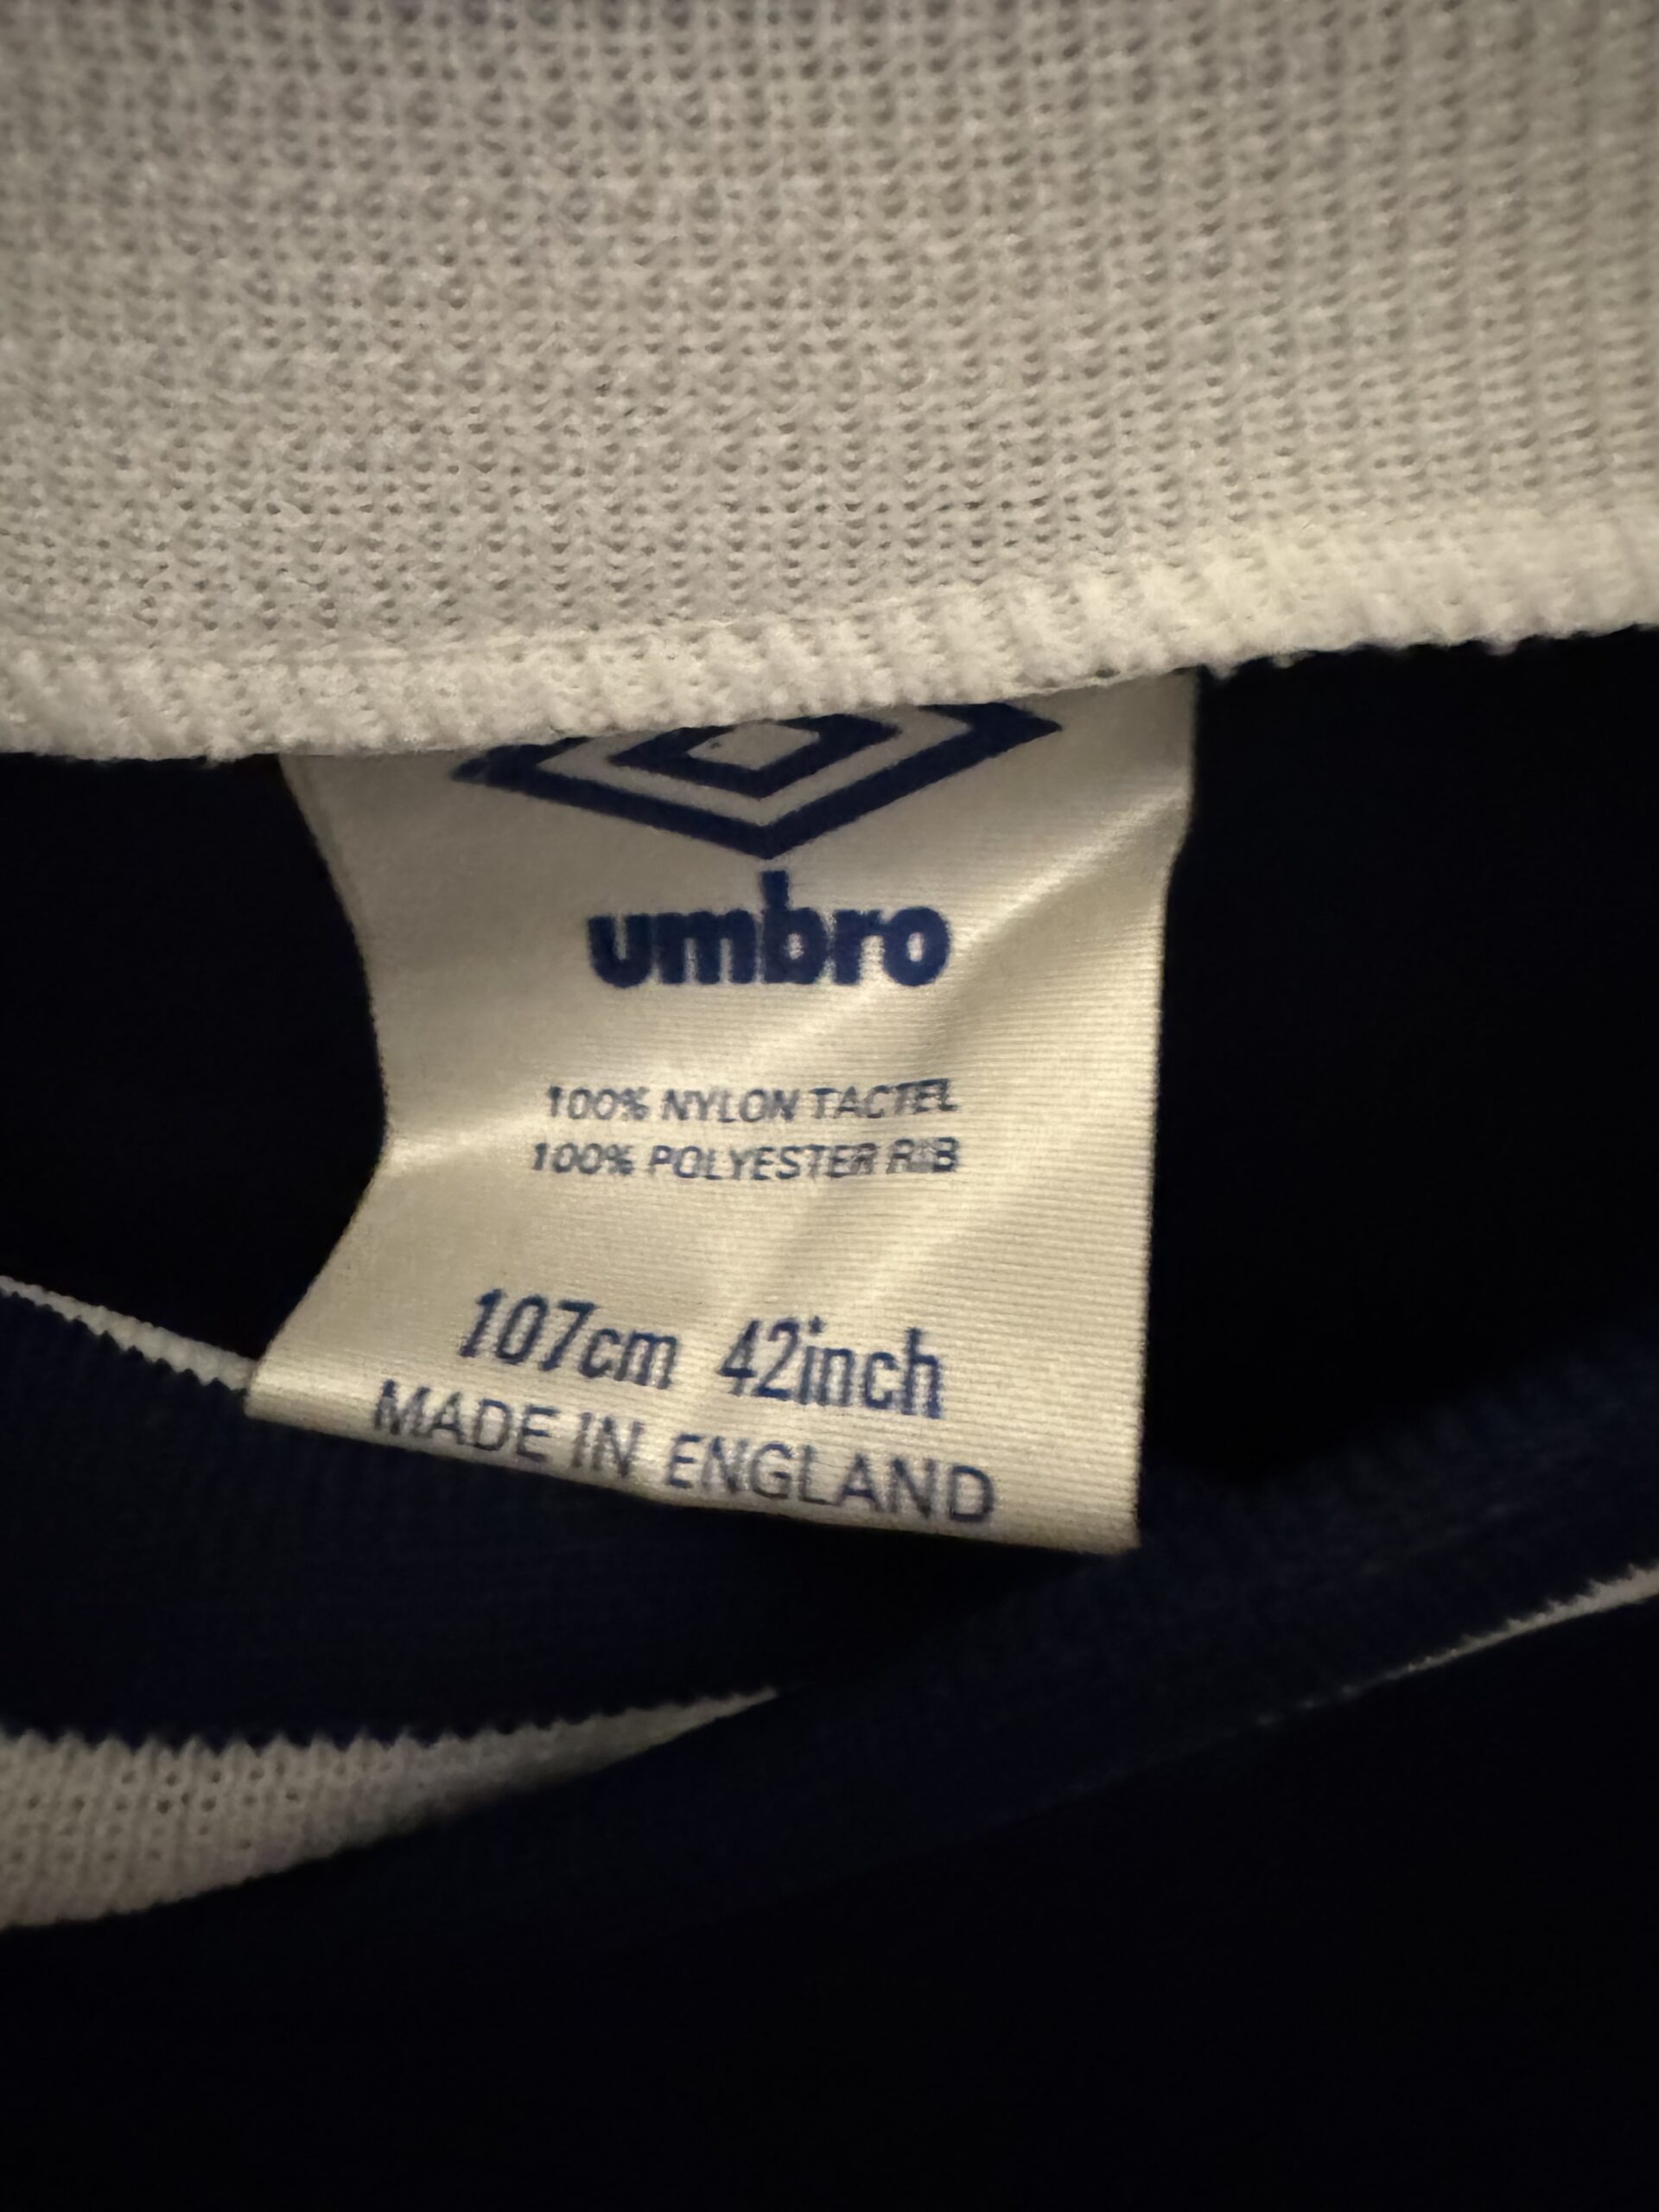 umbro
100% NYLON TACTEL
100% POLYESTER RIB
107cm 42inch
MADE IN ENGLAND